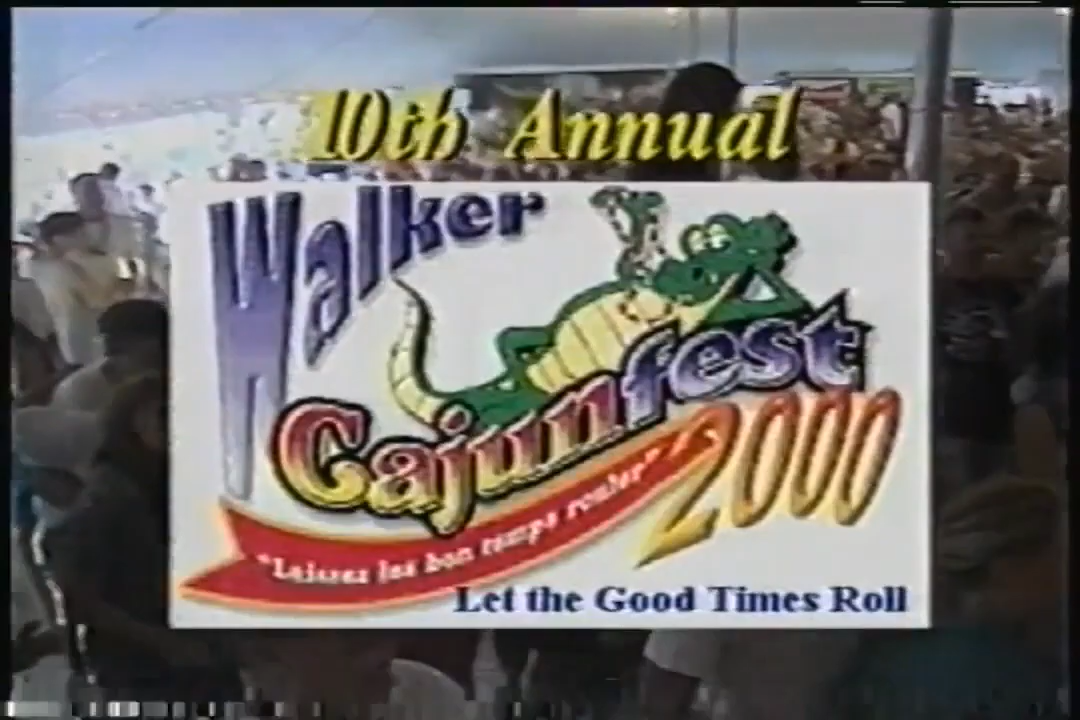 10th Annual
Walker
Cajunfest
2000
"Laissez les bon temps rouler"
Let the Good Times Roll